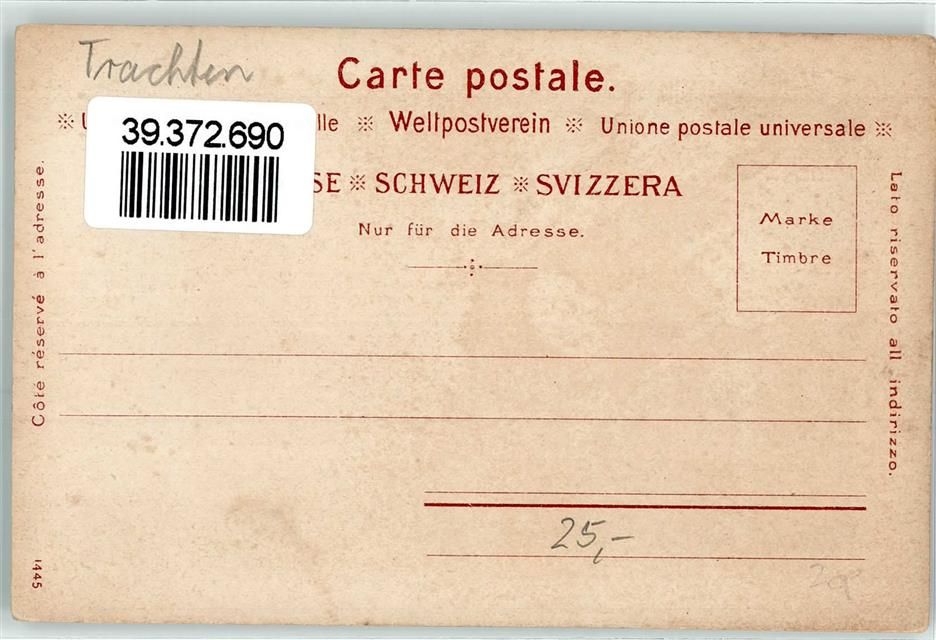 Trachten
Carte postale.
lle ※ Weltpostverein ※ Unione postale universale ※
39.372.690
SE ※ SCHWEIZ ※ SVIZZERA
Nur für die Adresse.
Marke
Timbre
Côté réservé à l'adresse.
Lato riservato all indirizzo.
25,-
1445